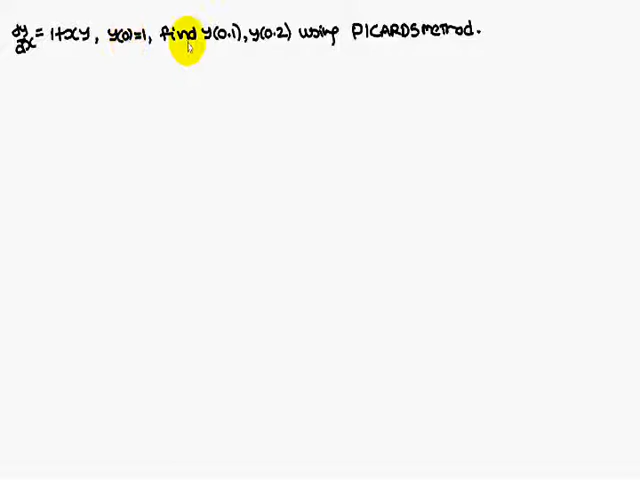 dy/dx = 1+xy, y(0)=1, find y(0.1), y(0.2) using PICARDS method.